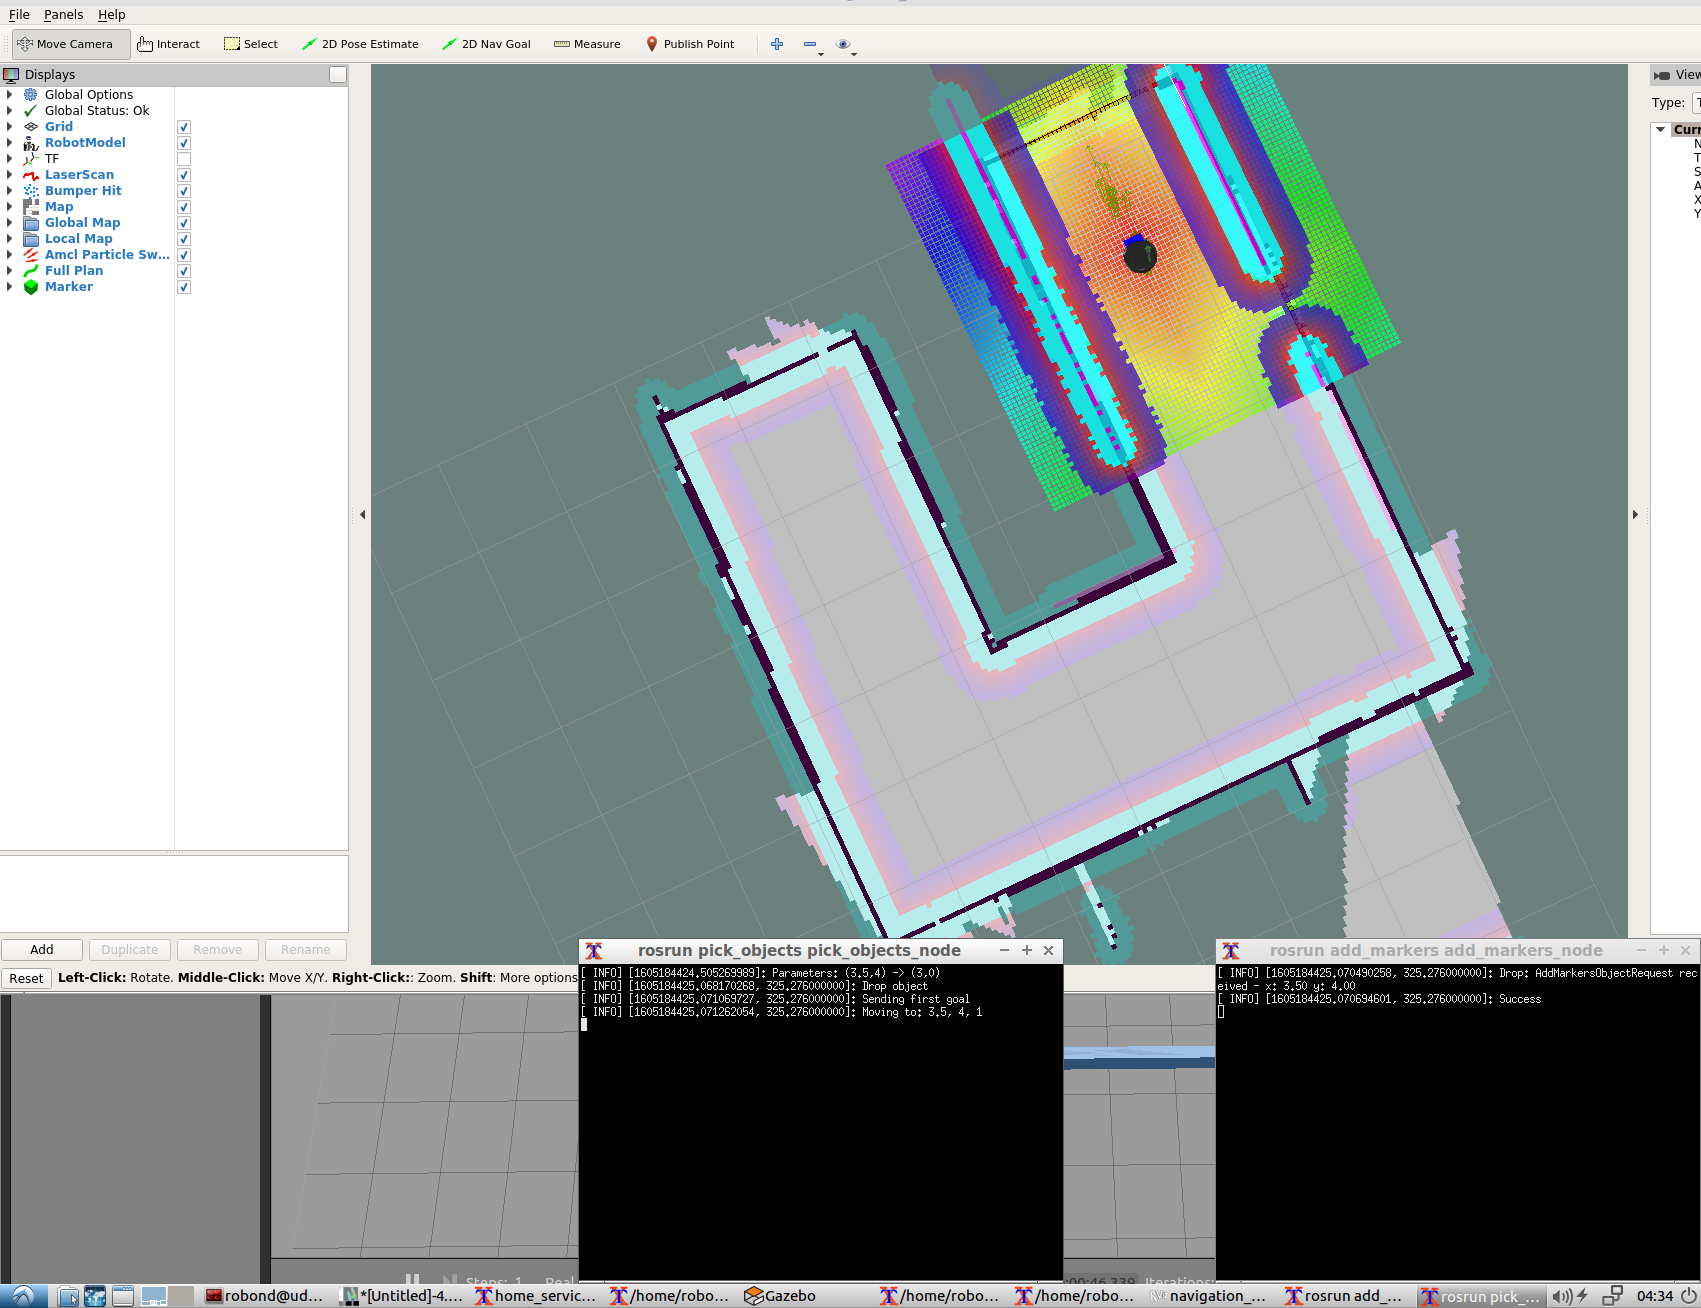 File Panels Help
Move Camera Interact Select 2D Pose Estimate 2D Nav Goal Measure Publish Point
Displays
Global Options
Global Status: Ok
Grid
RobotModel
TF
LaserScan
Bumper Hit
Map
Global Map
Local Map
Amcl Particle Sw...
Full Plan
Marker
View
Type: T
Curr
N
T
S
A
X
Y
Add Duplicate Remove Rename
Reset Left-Click: Rotate. Middle-Click: Move X/Y. Right-Click:: Zoom. Shift: More options
rosrun pick_objects pick_objects_node
[ INFO] [1605184424.505269989]: Parameters: (3.5,4) -> (3,0)
[ INFO] [1605184425.068170268, 325.276000000]: Drop object
[ INFO] [1605184425.071069727, 325.276000000]: Sending first goal
[ INFO] [1605184425.071262054, 325.276000000]: Moving to: 3.5, 4, 1
rosrun add_markers add_markers_node
[ INFO] [1605184425.070490258, 325.276000000]: Drop: AddMarkersObjectRequest rec
eived - x: 3.50 y: 4.00
[ INFO] [1605184425.070694601, 325.276000000]: Success
Steps: 1 Real
:00:46.339 Iterations:
robond@ud... *[Untitled]-4.... home_servic... /home/robo... Gazebo /home/robo... /home/robo... navigation_... rosrun add_... rosrun pick_... 04:34